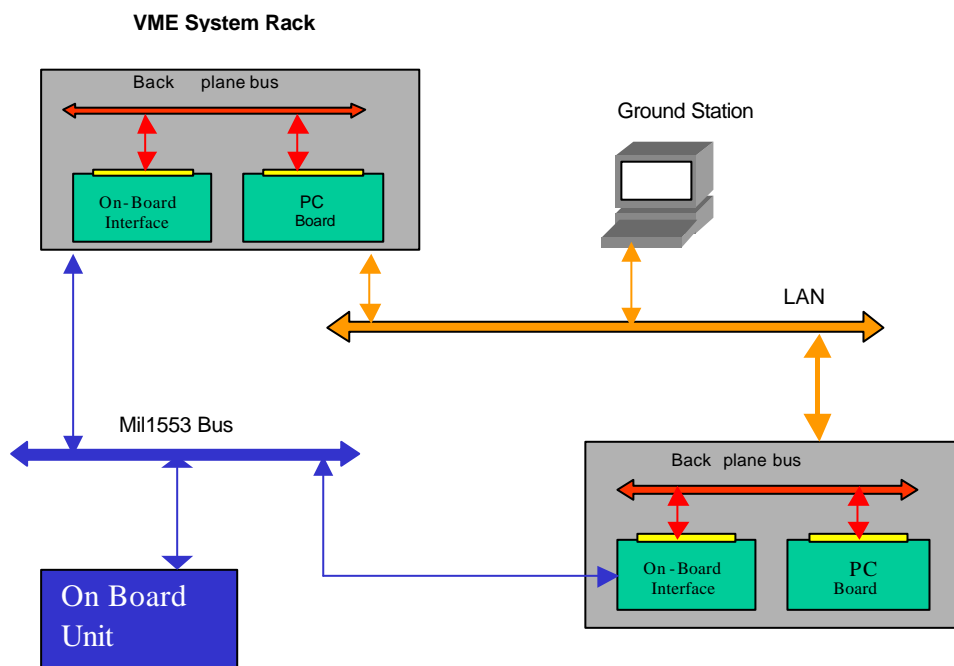 VME System Rack
Back plane bus
Ground Station
On-Board
Interface
PC
Board
LAN
Mil1553 Bus
Back plane bus
On-Board
Interface
PC
Board
On Board
Unit